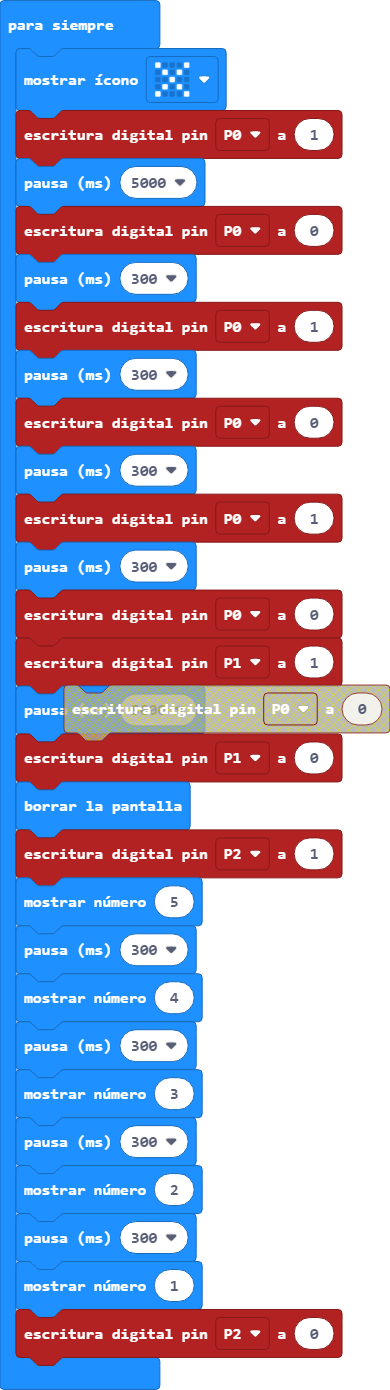 para siempre
mostrar ícono
escritura digital pin P0 a 1
pausa (ms) 5000
escritura digital pin P0 a 0
pausa (ms) 300
escritura digital pin P0 a 1
pausa (ms) 300
escritura digital pin P0 a 0
pausa (ms) 300
escritura digital pin P0 a 1
pausa (ms) 300
escritura digital pin P0 a 0
escritura digital pin P1 a 1
pausa
escritura digital pin P0 a 0
escritura digital pin P1 a 0
borrar la pantalla
escritura digital pin P2 a 1
mostrar número 5
pausa (ms) 300
mostrar número 4
pausa (ms) 300
mostrar número 3
pausa (ms) 300
mostrar número 2
pausa (ms) 300
mostrar número 1
escritura digital pin P2 a 0